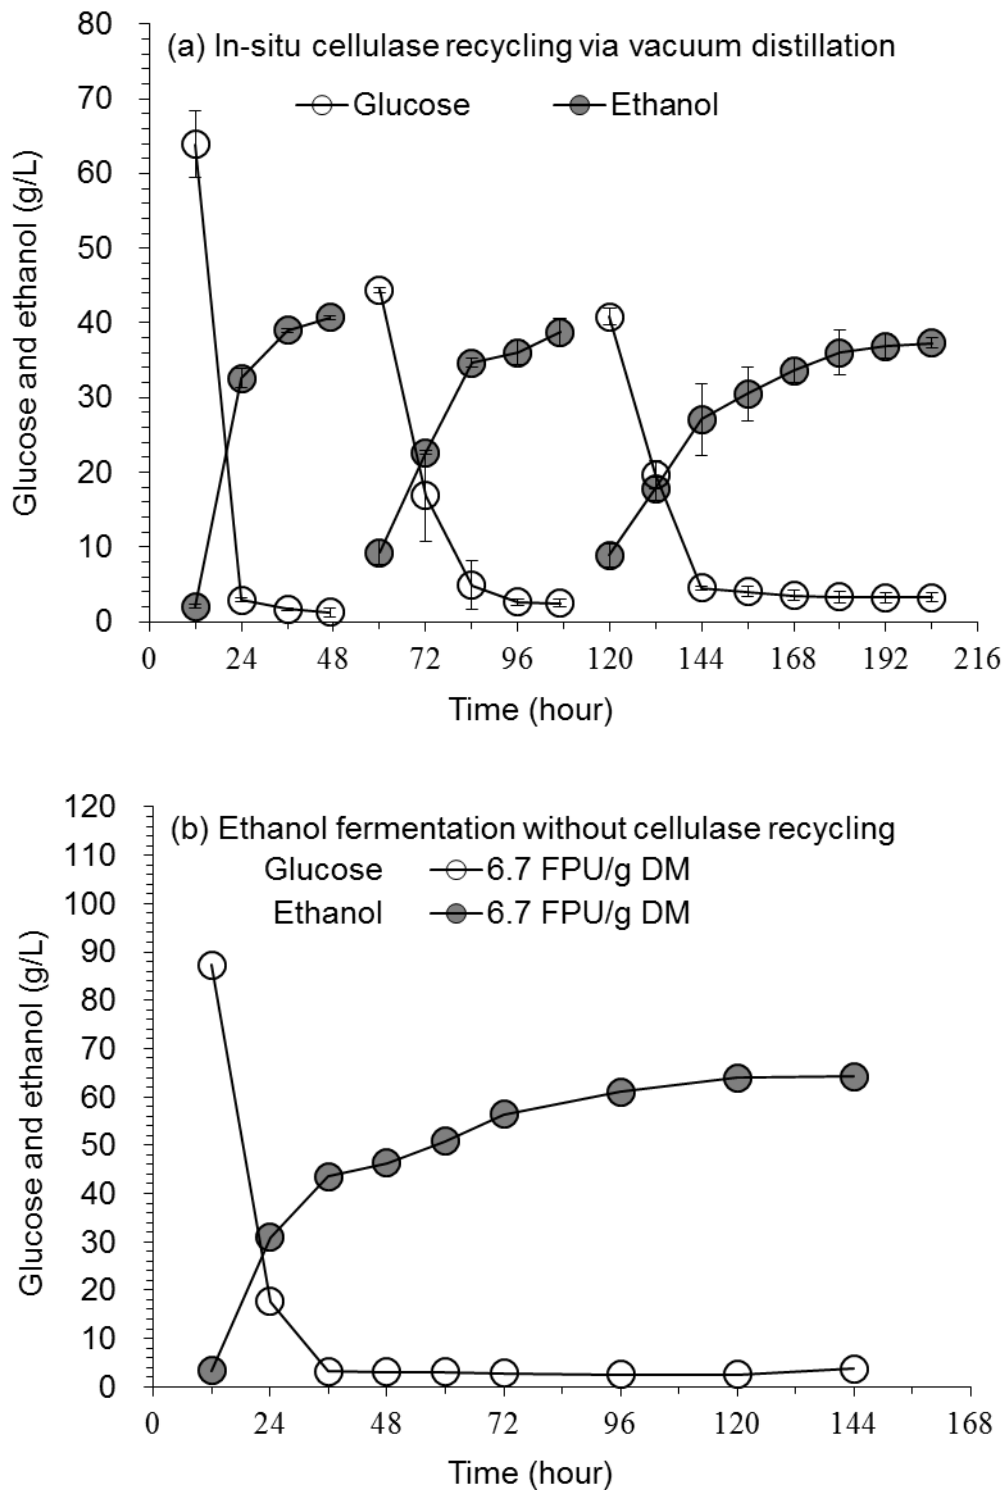 80
(a) In-situ cellulase recycling via vacuum distillation
70
Glucose Ethanol
60
50
40
30
20
10
0
Glucose and ethanol (g/L)
0 24 48 72 96 120 144 168 192 216
Time (hour)
120
(b) Ethanol fermentation without cellulase recycling
110
Glucose 6.7 FPU/g DM
100
Ethanol 6.7 FPU/g DM
90
80
70
60
50
40
30
20
10
0
Glucose and ethanol (g/L)
0 24 48 72 96 120 144 168
Time (hour)